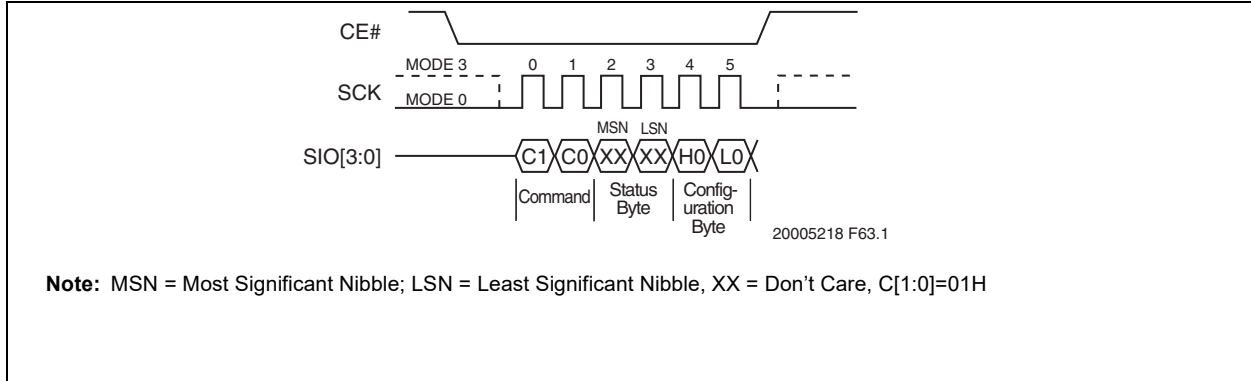 CE#
MODE 3 0 1 2 3 4 5
SCK
MODE 0
MSN LSN
SIO[3:0] C1 C0 XX XX H0 L0
Command Status Byte Config-uration Byte
20005218 F63.1
Note: MSN = Most Significant Nibble; LSN = Least Significant Nibble, XX = Don't Care, C[1:0]=01H